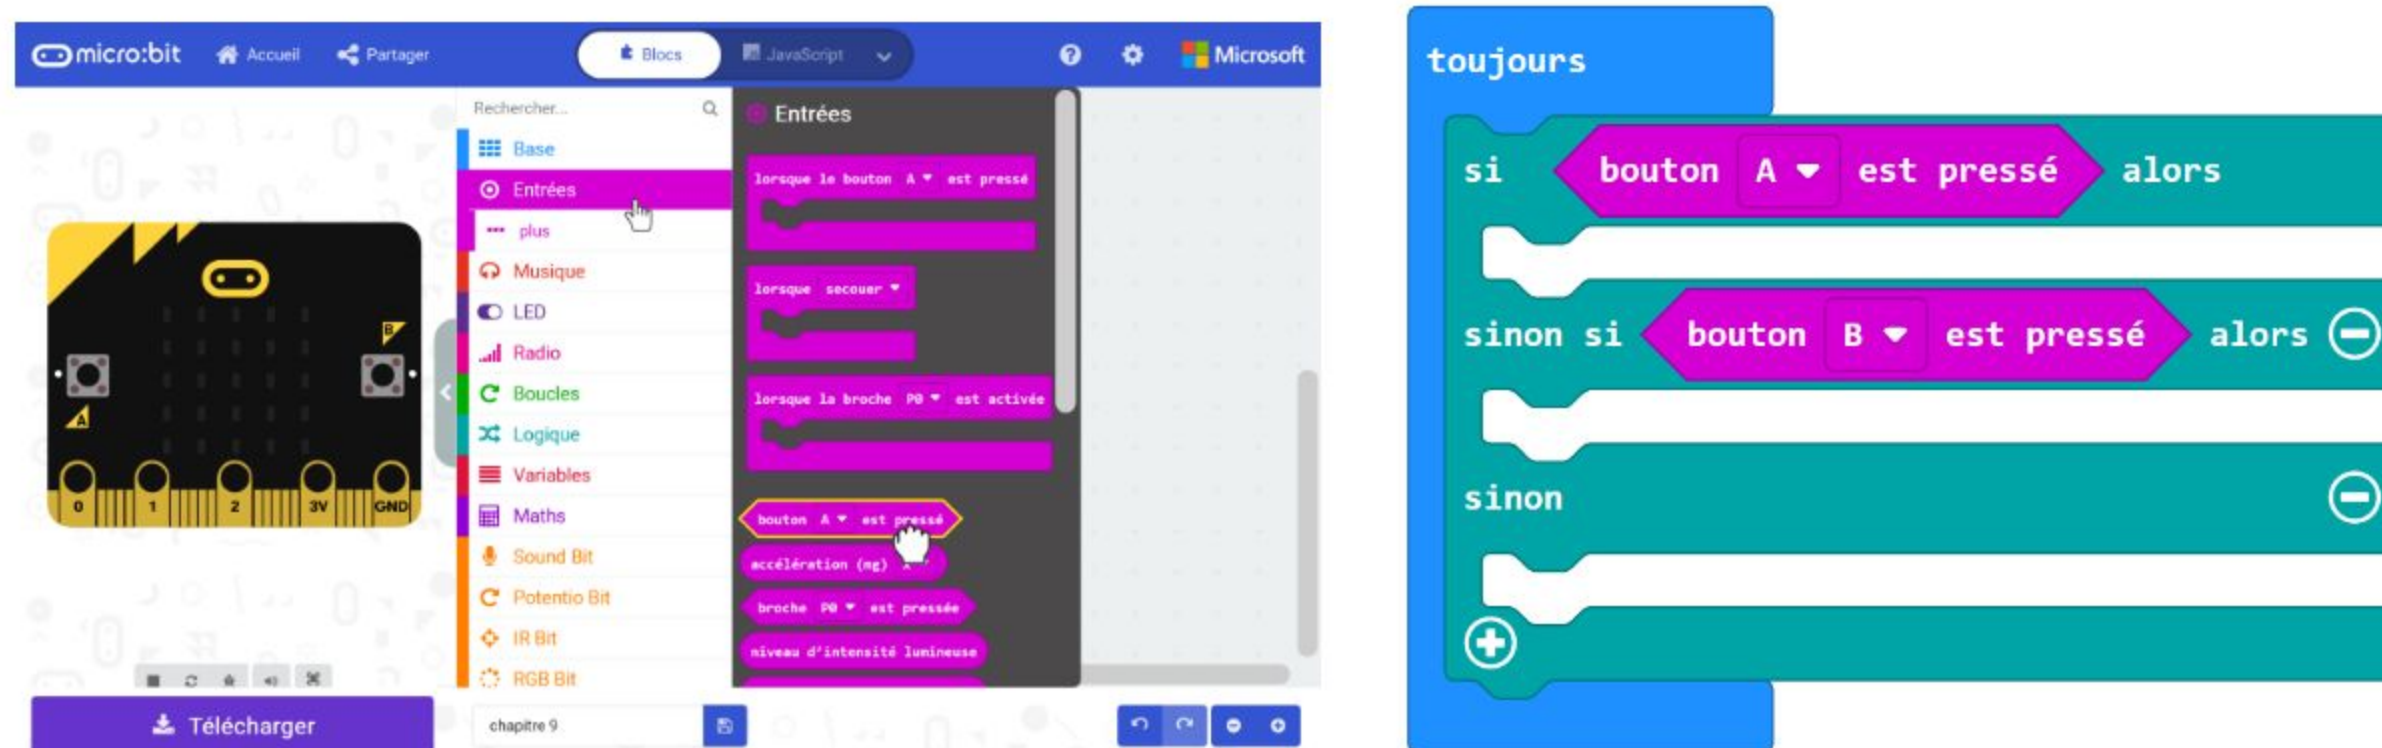 micro:bit Accueil Partager Blocs JavaScript Microsoft
Rechercher...
Base
Entrées
plus
Musique
LED
Radio
Boucles
Logique
Variables
Maths
Sound Bit
Potentio Bit
IR Bit
RGB Bit
Entrées
lorsque le bouton A est pressé
lorsque secouer
lorsque la broche P0 est activée
bouton A est pressé
accélération (mg)
broche P0 est pressée
niveau d'intensité lumineuse
B
A
0 1 2 3V GND
Télécharger
chapitre 9
toujours
si bouton A est pressé alors
sinon si bouton B est pressé alors
sinon